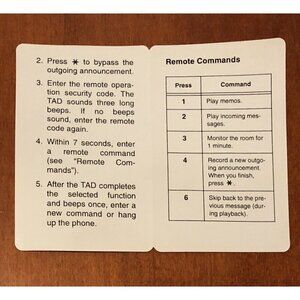 2. Press * to bypass the
outgoing announcement.
3. Enter the remote opera-
tion security code. The
TAD sounds three long
beeps. if no beeps
sound, enter the remote
code again.
4. Within 7 seconds, enter
a remote command
(see "Remote Com-
mands").
5. After the TAD completes
the selected function
and beeps once, enter a
new command or hang
up the phone.
Remote Commands
Press Command
1 Play memos.
2 Play incoming mes-
sages.
3 Monitor the room for
1 minute.
4 Record a new outgo-
ing announcement.
When you finish,
press *.
6 Skip back to the pre-
vious message (dur-
ing playback).